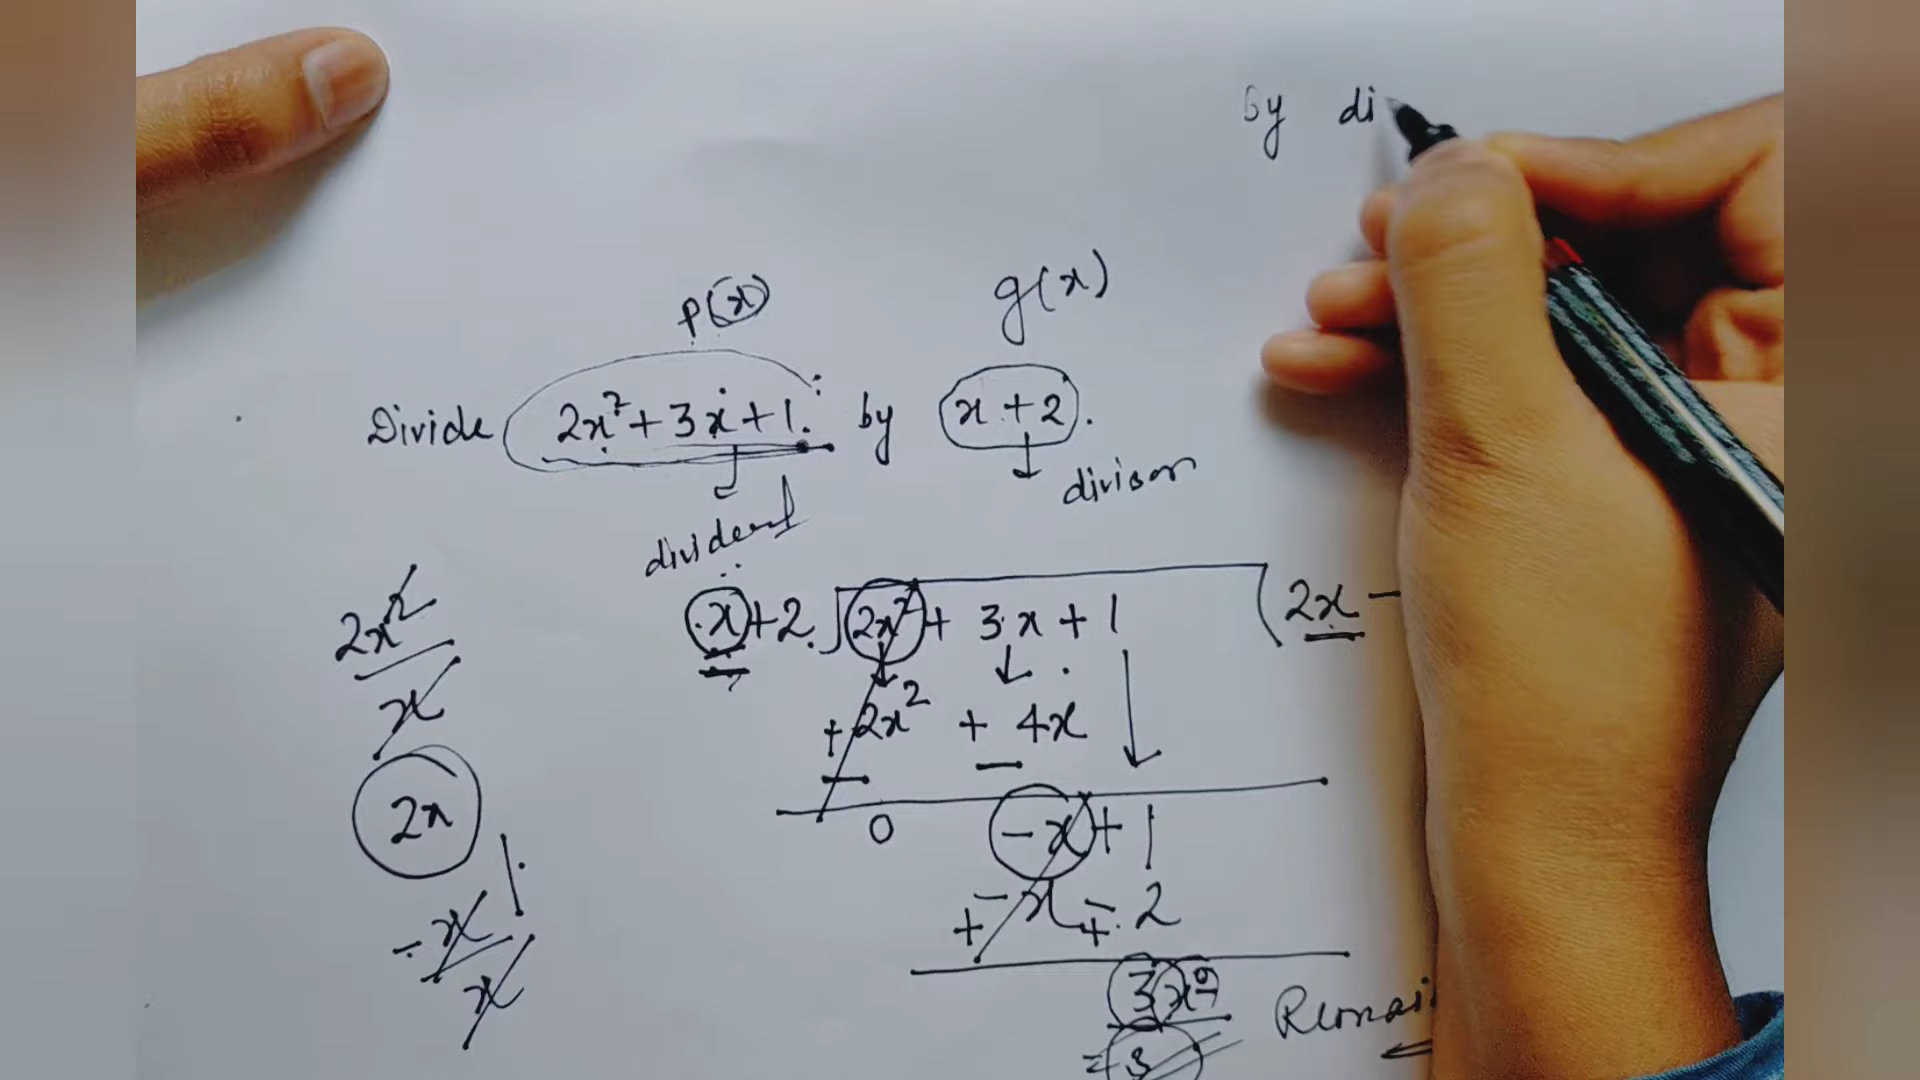 By di
p(x) g(x)
Divide 2x² + 3x + 1. by x + 2.
divisor
dividend
x + 2 2x² + 3x + 1 ( 2x -
2x²
x
+ 2x² + 4x
- -
2x
0 - x + 1
- x - 2
+ +
- x
x
3x⁰ Remai
= 3